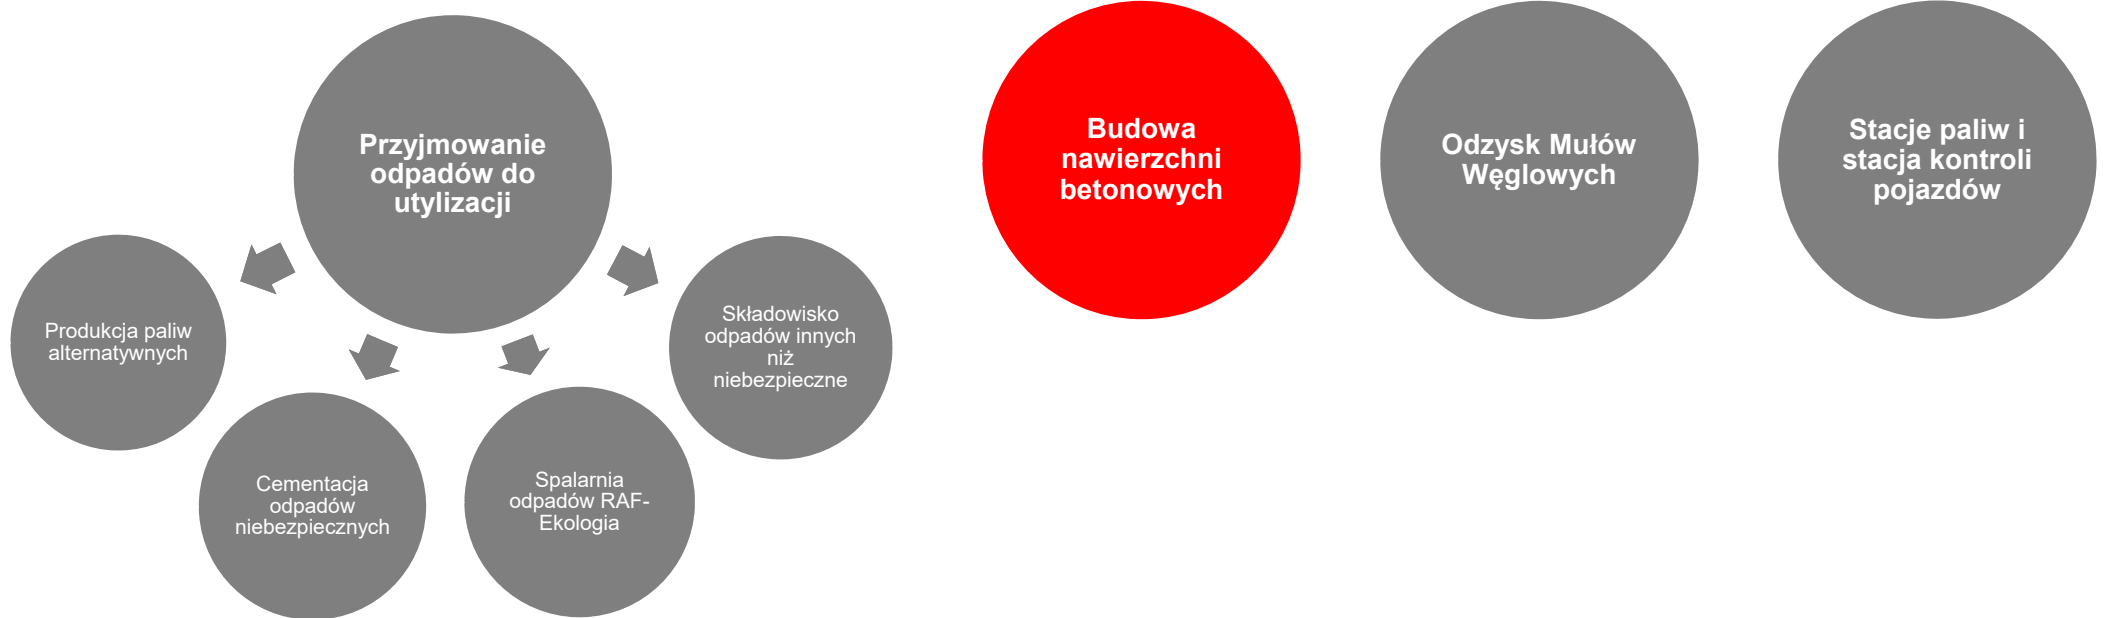 Przyjmowanie
odpadów do
utylizacji
Produkcja paliw
alternatywnych
Cementacja
odpadów
niebezpiecznych
Spalarnia
odpadów RAF-
Ekologia
Składowisko
odpadów innych
niż
niebezpieczne
Budowa
nawierzchni
betonowych
Odzysk Mułów
Węglowych
Stacje paliw i
stacja kontroli
pojazdów